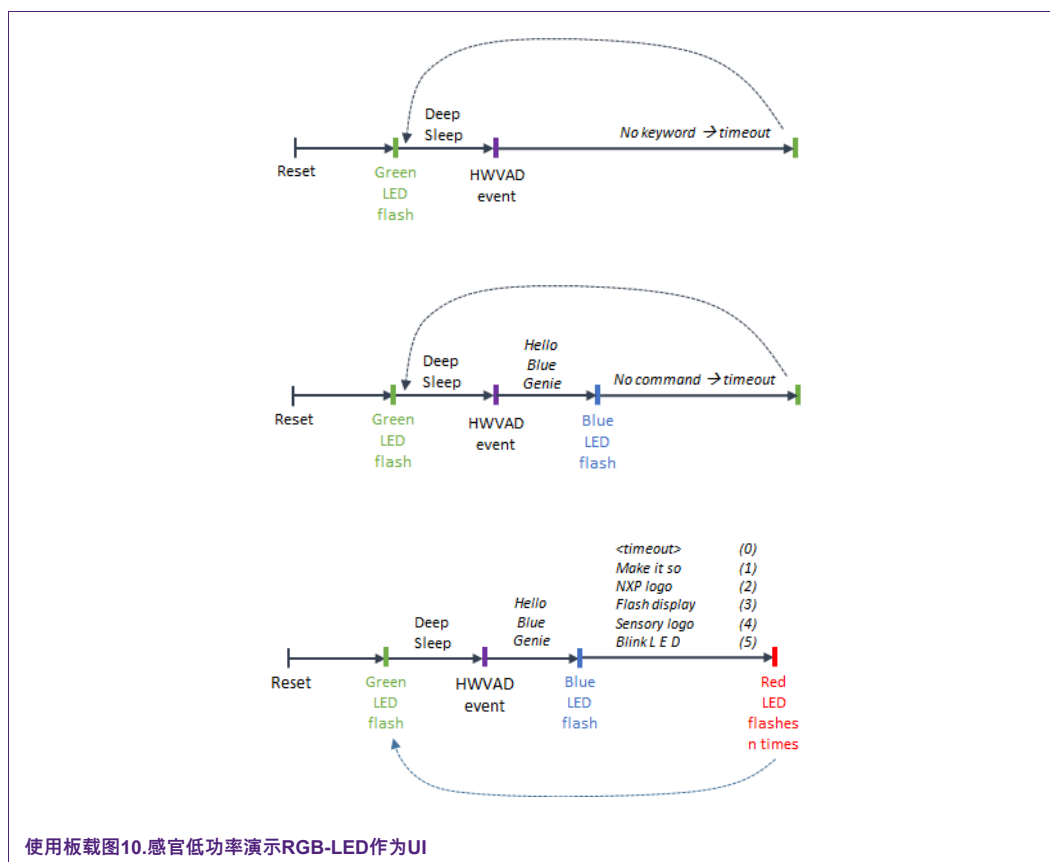 Deep
Sleep
No keyword → timeout
Reset
Green
LED
flash
HWVAD
event
Hello
Blue
Genie
Deep
Sleep
No command → timeout
Reset
Green
LED
flash
HWVAD
event
Blue
LED
flash
<timeout> (0)
Make it so (1)
NXP logo (2)
Flash display (3)
Sensory logo (4)
Blink L E D (5)
Hello
Blue
Genie
Deep
Sleep
Reset
Green
LED
flash
HWVAD
event
Blue
LED
flash
Red
LED
flashes
n times
使用板载图10.感官低功率演示RGB-LED作为UI